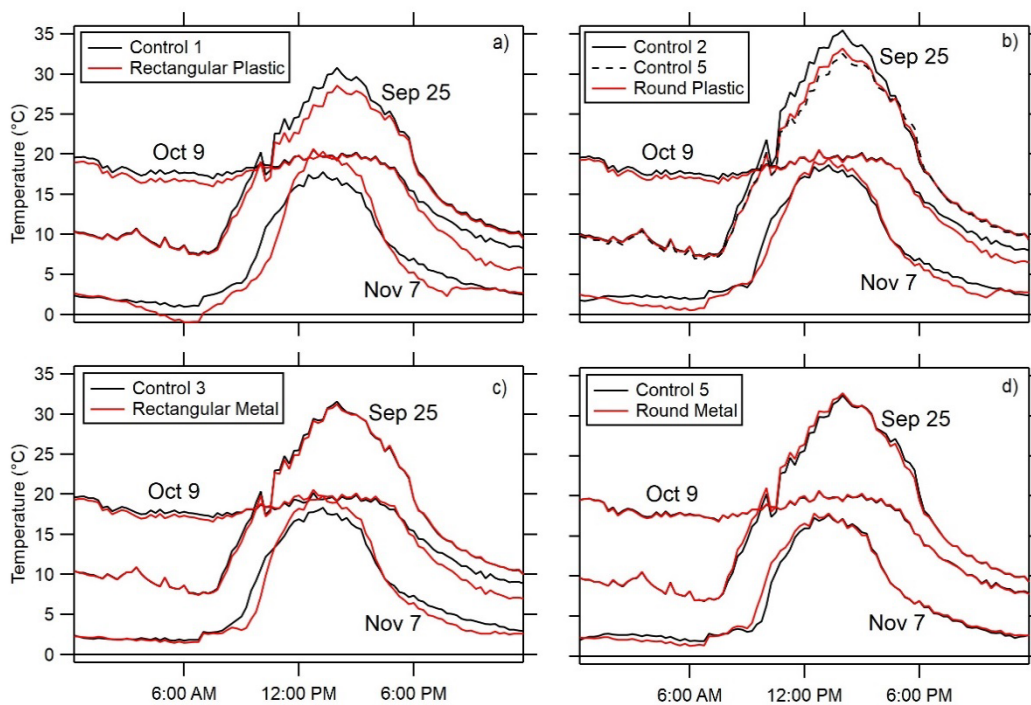 Control 1
Rectangular Plastic
a)
Sep 25
Oct 9
Nov 7
Temperature (°C)
35
30
25
20
15
10
5
0
Control 2
Control 5
Round Plastic
b)
Sep 25
Oct 9
Nov 7
Control 3
Rectangular Metal
c)
Sep 25
Oct 9
Nov 7
Temperature (°C)
35
30
25
20
15
10
5
0
6:00 AM
12:00 PM
6:00 PM
Control 5
Round Metal
d)
Sep 25
Oct 9
Nov 7
6:00 AM
12:00 PM
6:00 PM